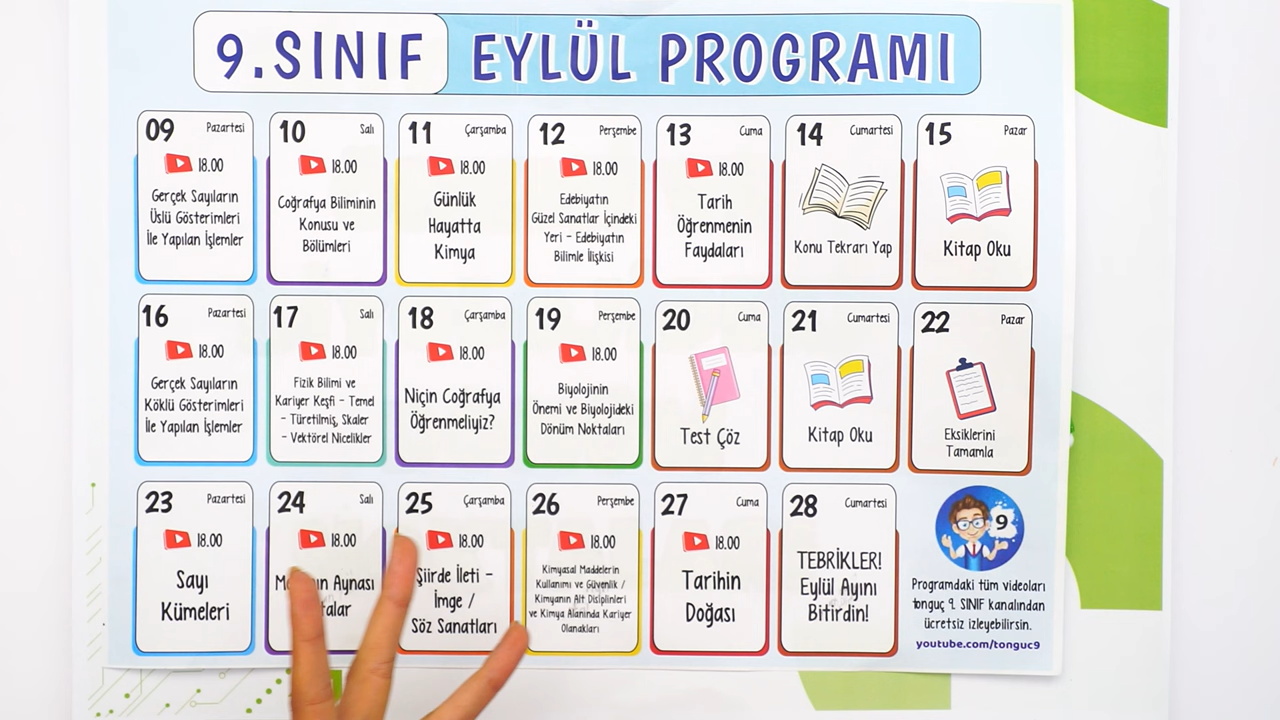 9.SINIF EYLÜL PROGRAMI
09 Pazartesi
18.00
Gerçek Sayıların
Üslü Gösterimleri
İle Yapılan İşlemler
10 Salı
18.00
Coğrafya Biliminin
Konusu ve
Bölümleri
11 Çarşamba
18.00
Günlük
Hayatta
Kimya
12 Perşembe
18.00
Edebiyatın
Güzel Sanatlar İçindeki
Yeri - Edebiyatın
Bilimle İlişkisi
13 Cuma
18.00
Tarih
Öğrenmenin
Faydaları
14 Cumartesi
Konu Tekrarı Yap
15 Pazar
Kitap Oku
16 Pazartesi
18.00
Gerçek Sayıların
Köklü Gösterimleri
İle Yapılan İşlemler
17 Salı
18.00
Fizik Bilimi ve
Kariyer Keşfi - Temel
- Türetilmiş, Skaler
- Vektörel Nicelikler
18 Çarşamba
18.00
Niçin Coğrafya
Öğrenmeliyiz?
19 Perşembe
18.00
Biyolojinin
Önemi ve Biyolojideki
Dönüm Noktaları
20 Cuma
Test Çöz
21 Cumartesi
Kitap Oku
22 Pazar
Eksiklerini
Tamamla
23 Pazartesi
18.00
Sayı
Kümeleri
24 Salı
18.00
Aynası
25 Çarşamba
18.00
Şiirde İleti -
İmge /
Söz Sanatları
26 Perşembe
18.00
Kimyasal Maddelerin
Kullanımı ve Güvenlik /
Kimyanın Alt Disiplinleri
ve Kimya Alanında Kariyer
Olanakları
27 Cuma
18.00
Tarihin
Doğası
28 Cumartesi
TEBRİKLER!
Eylül Ayını
Bitirdin!
9
Programdaki tüm videoları
tonguç 9. SINIF kanalından
ücretsiz izleyebilirsin.
youtube.com/tonguc9